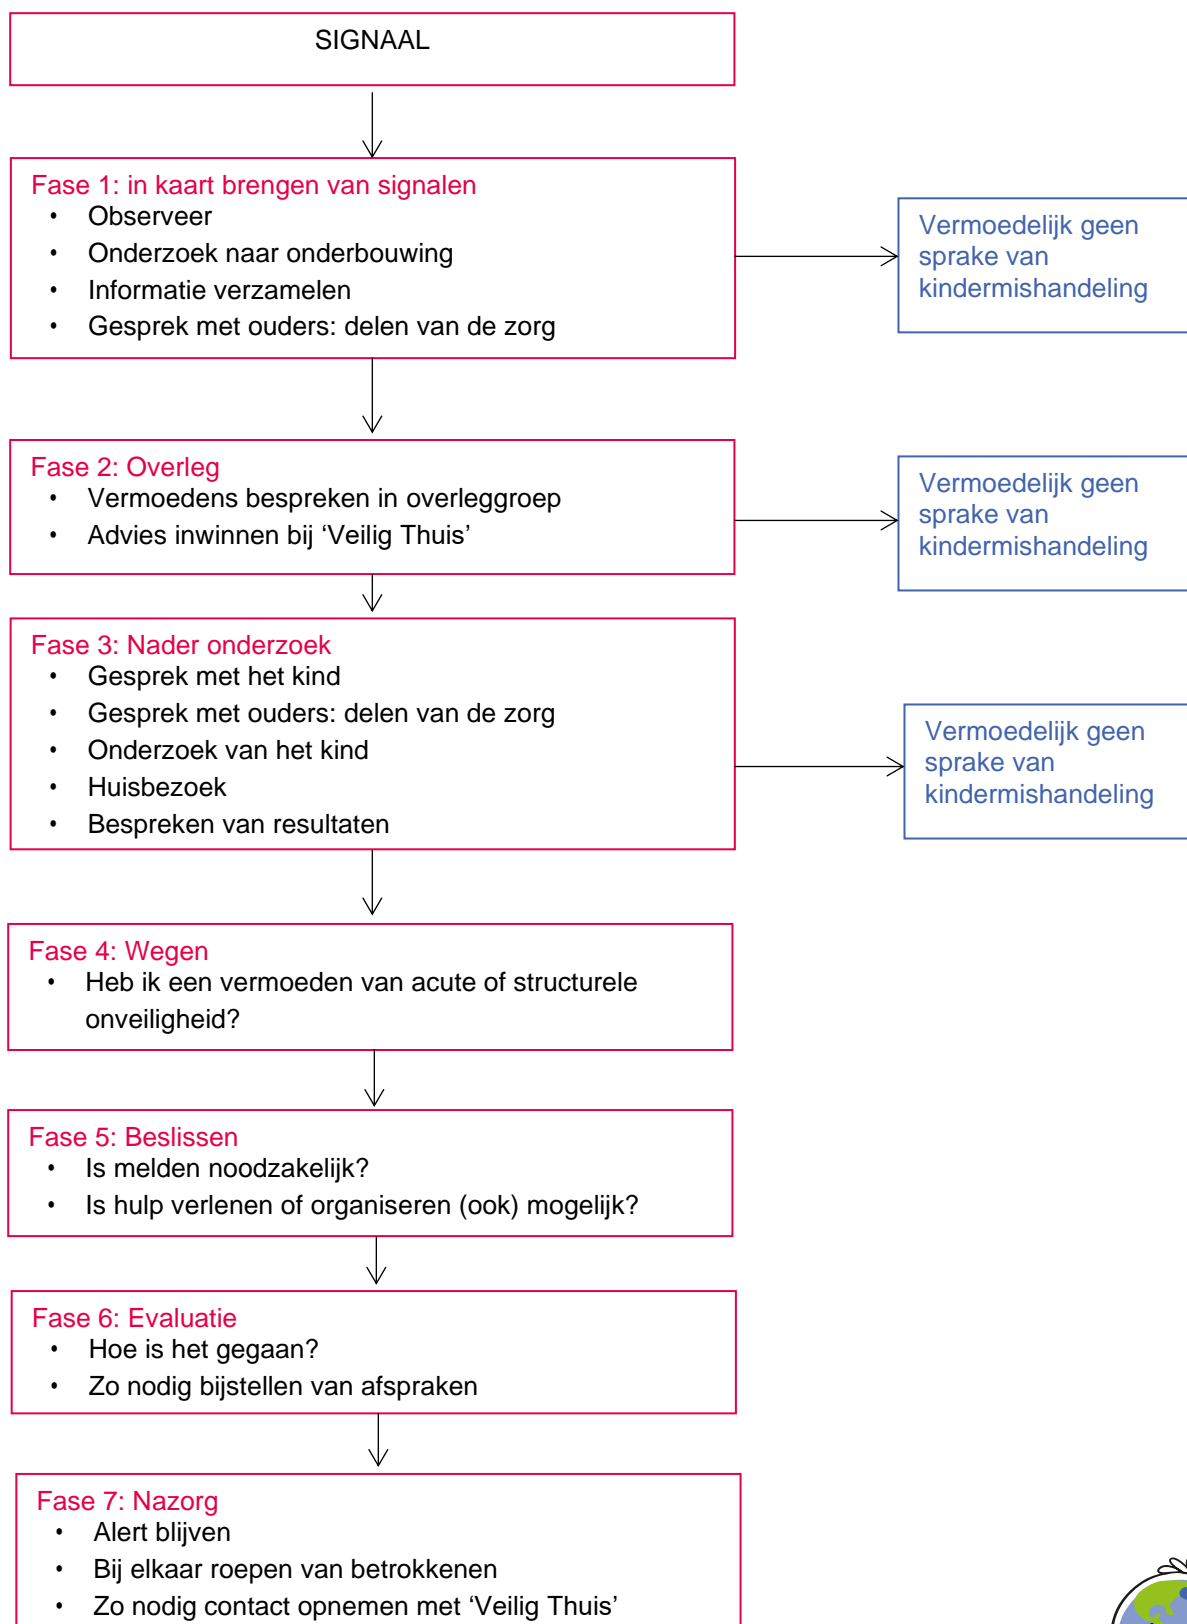 SIGNAAL
Fase 1: in kaart brengen van signalen
• Observeer
• Onderzoek naar onderbouwing
• Informatie verzamelen
• Gesprek met ouders: delen van de zorg
Vermoedelijk geen
sprake van
kindermishandeling
Fase 2: Overleg
• Vermoedens bespreken in overleggroep
• Advies inwinnen bij ‘Veilig Thuis’
Vermoedelijk geen
sprake van
kindermishandeling
Fase 3: Nader onderzoek
• Gesprek met het kind
• Gesprek met ouders: delen van de zorg
• Onderzoek van het kind
• Huisbezoek
• Bespreken van resultaten
Vermoedelijk geen
sprake van
kindermishandeling
Fase 4: Wegen
• Heb ik een vermoeden van acute of structurele
onveiligheid?
Fase 5: Beslissen
• Is melden noodzakelijk?
• Is hulp verlenen of organiseren (ook) mogelijk?
Fase 6: Evaluatie
• Hoe is het gegaan?
• Zo nodig bijstellen van afspraken
Fase 7: Nazorg
• Alert blijven
• Bij elkaar roepen van betrokkenen
• Zo nodig contact opnemen met ‘Veilig Thuis’